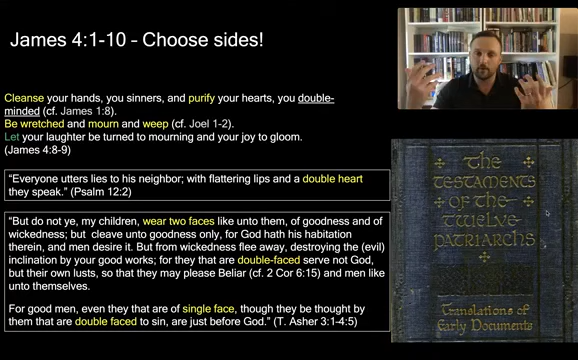 James 4:1-10 – Choose sides!
Cleanse your hands, you sinners, and purify your hearts, you double-
minded (cf. James 1:8).
Be wretched and mourn and weep (cf. Joel 1-2).
Let your laughter be turned to mourning and your joy to gloom.
(James 4:8-9)
“Everyone utters lies to his neighbor; with flattering lips and a double heart
they speak.” (Psalm 12:2)
“But do not ye, my children, wear two faces like unto them, of goodness and of
wickedness; but cleave unto goodness only, for God hath his habitation
therein, and men desire it. But from wickedness flee away, destroying the (evil)
inclination by your good works; for they that are double-faced serve not God,
but their own lusts, so that they may please Beliar (cf. 2 Cor 6:15) and men like
unto themselves.
For good men, even they that are of single face, though they be thought by
them that are double faced to sin, are just before God.” (T. Asher 3:1-4:5)
The
Testaments
of the
Twelve
Patriarchs
Translations of
Early Documents